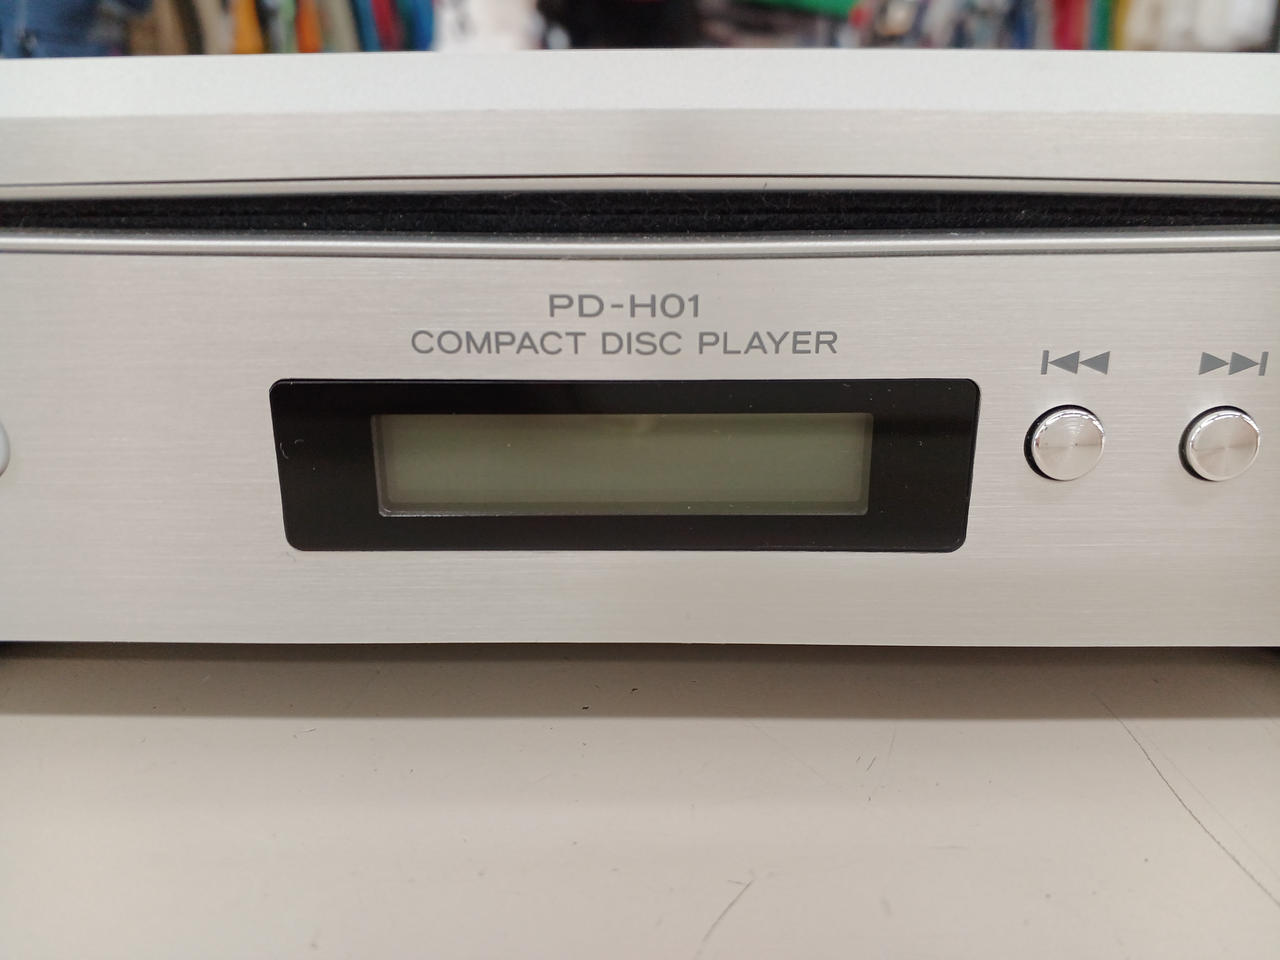 PD-H01
COMPACT DISC PLAYER